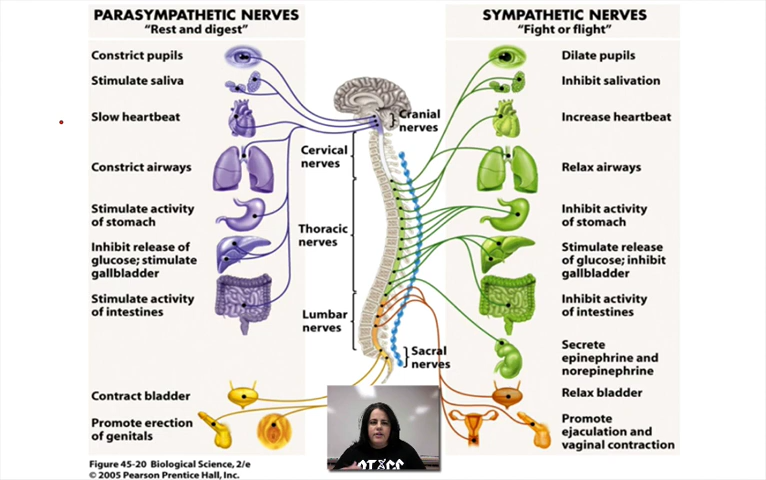 PARASYMPATHETIC NERVES
"Rest and digest"
Constrict pupils
Stimulate saliva
Slow heartbeat
Constrict airways
Stimulate activity
of stomach
Inhibit release of
glucose; stimulate
gallbladder
Stimulate activity
of intestines
Contract bladder
Promote erection
of genitals
Cranial
nerves
Cervical
nerves
Thoracic
nerves
Lumbar
nerves
Sacral
nerves
SYMPATHETIC NERVES
"Fight or flight"
Dilate pupils
Inhibit salivation
Increase heartbeat
Relax airways
Inhibit activity
of stomach
Stimulate release
of glucose; inhibit
gallbladder
Inhibit activity
of intestines
Secrete
epinephrine and
norepinephrine
Relax bladder
Promote
ejaculation and
vaginal contraction
Figure 45-20 Biological Science, 2/e
© 2005 Pearson Prentice Hall, Inc.